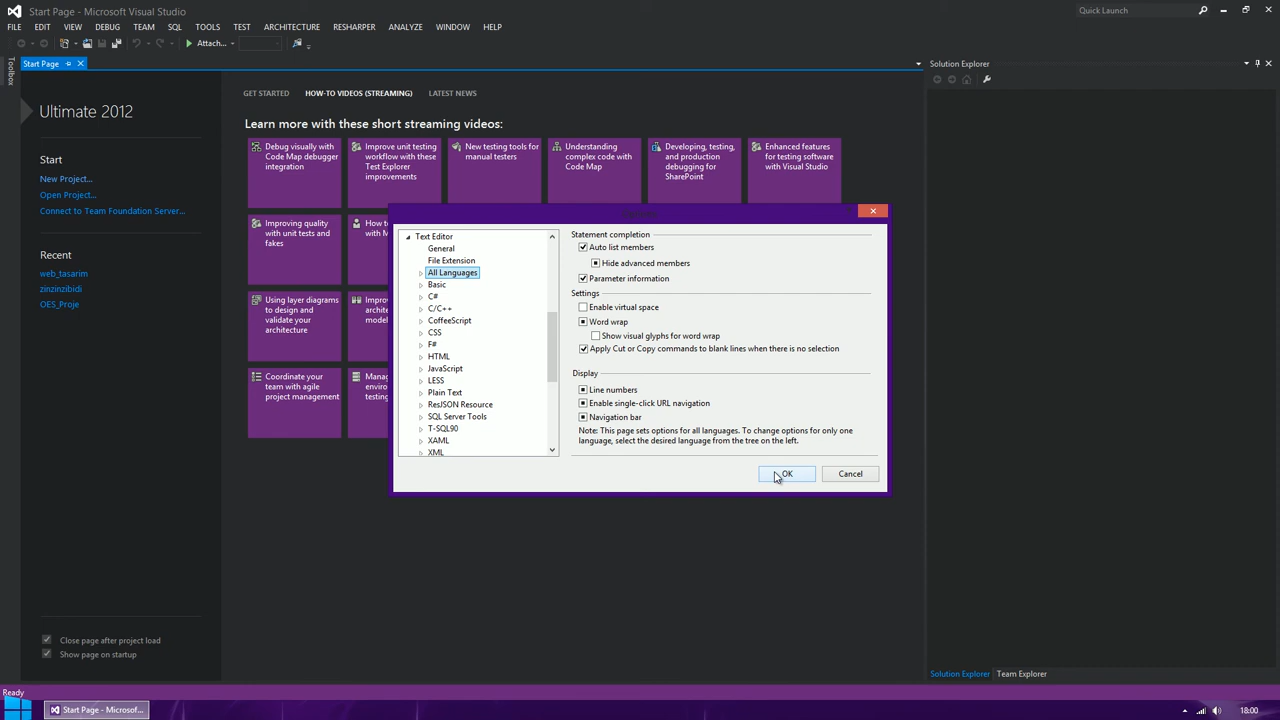 Start Page - Microsoft Visual Studio
Quick Launch
FILE EDIT VIEW DEBUG TEAM SQL TOOLS TEST ARCHITECTURE RESHARPER ANALYZE WINDOW HELP
Attach...
Toolbox
Start Page
Solution Explorer
Ultimate 2012
GET STARTED HOW-TO VIDEOS (STREAMING) LATEST NEWS
Learn more with these short streaming videos:
Start
New Project...
Open Project...
Connect to Team Foundation Server...
Recent
web_tasarim
zinzinzibidi
OES_Proje
Debug visually with
Code Map debugger
integration
Improve unit testing
workflow with these
Test Explorer
improvements
New testing tools for
manual testers
Understanding
complex code with
Code Map
Developing, testing,
and production
debugging for
SharePoint
Enhanced features
for testing software
with Visual Studio
Improving quality
with unit tests and
fakes
How to
with M
Using layer diagrams
to design and
validate your
architecture
Impro
archite
model
Coordinate your
team with agile
project management
Manag
enviro
testing
Text Editor
General
File Extension
All Languages
Basic
C#
C/C++
CoffeeScript
CSS
F#
HTML
JavaScript
LESS
Plain Text
ResJSON Resource
SQL Server Tools
T-SQL90
XAML
XML
Statement completion
Auto list members
Hide advanced members
Parameter information
Settings
Enable virtual space
Word wrap
Show visual glyphs for word wrap
Apply Cut or Copy commands to blank lines when there is no selection
Display
Line numbers
Enable single-click URL navigation
Navigation bar
Note: This page sets options for all languages. To change options for only one
language, select the desired language from the tree on the left.
OK Cancel
Close page after project load
Show page on startup
Solution Explorer Team Explorer
Ready
Start Page - Microsof...
18:00